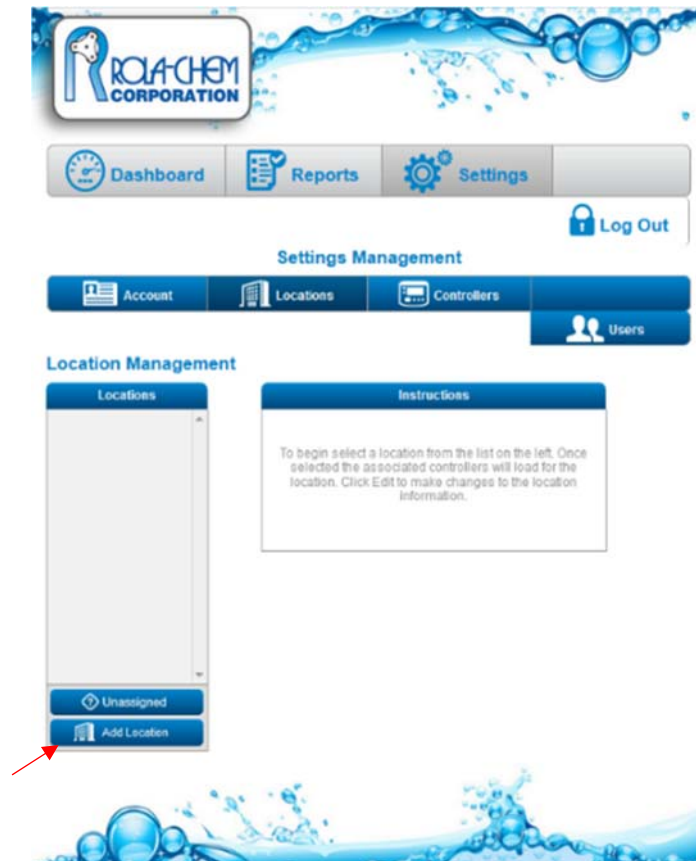 ROLA-CHEM
CORPORATION
Dashboard
Reports
Settings
Log Out
Settings Management
Account
Locations
Controllers
Users
Location Management
Locations
Instructions
To begin select a location from the list on the left. Once
selected the associated controllers will load for the
location. Click Edit to make changes to the location
information.
Unassigned
Add Location